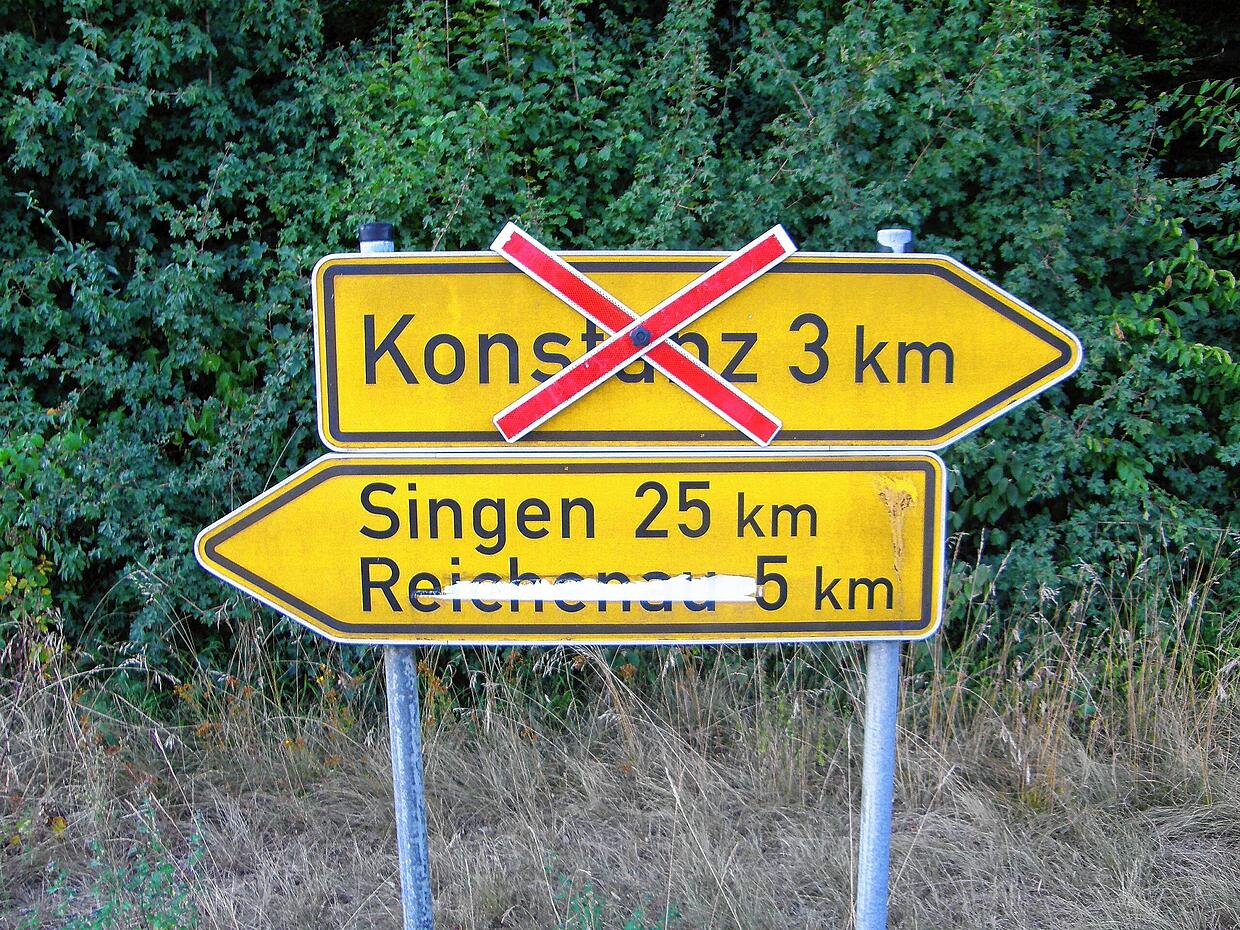 Konstanz 3 km
Singen 25 km
Reichenau 5 km